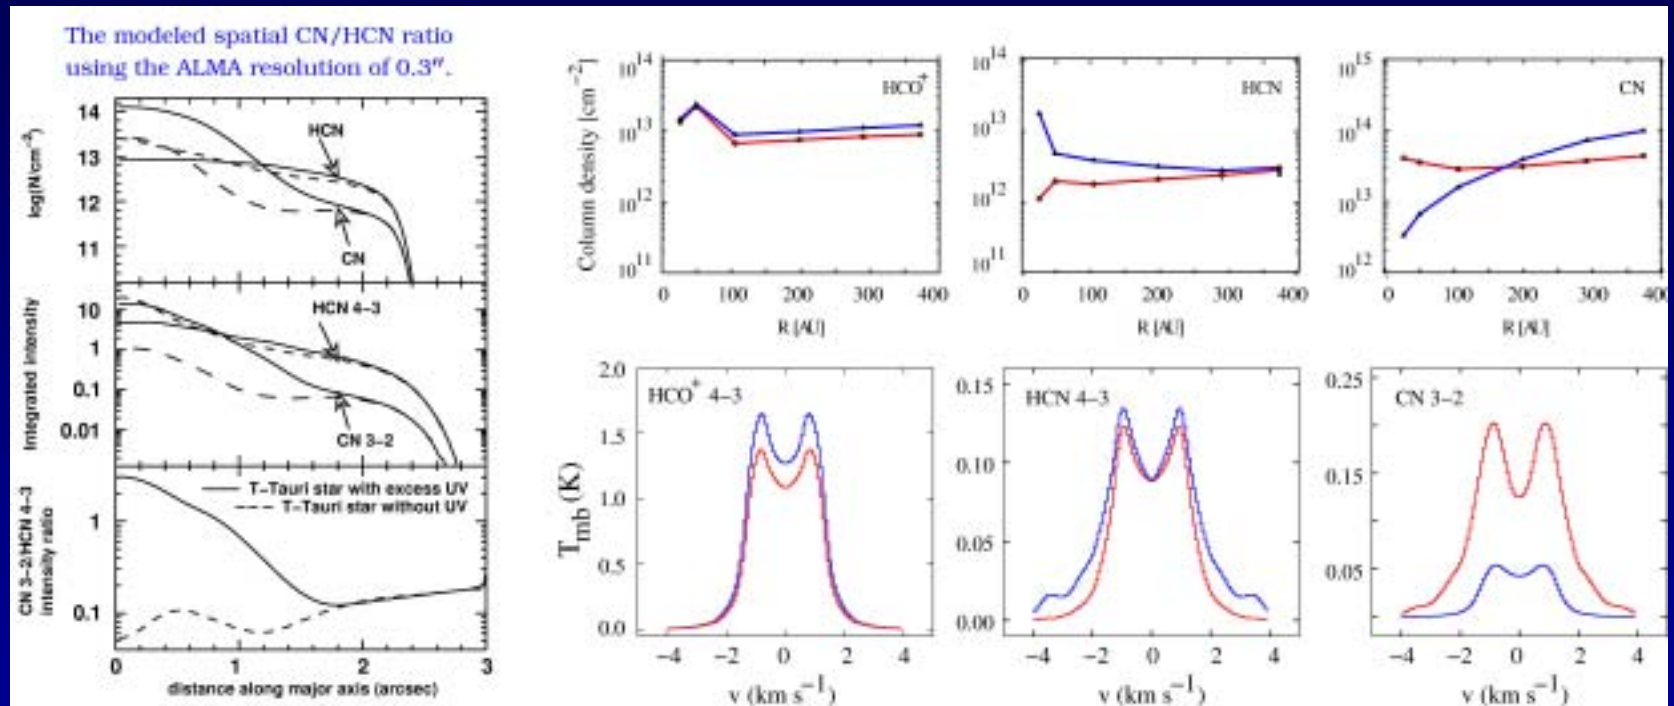 The modeled spatial CN/HCN ratio
using the ALMA resolution of 0.3″.
log(N/cm⁻²)
14
13
12
11
HCN
CN
Integrated intensity
10
1
0.1
0.01
HCN 4–3
CN 3–2
CN 3–2/HCN 4–3
intensity ratio
1
0.1
T–Tauri star with excess UV
T–Tauri star without UV
0 1 2 3
distance along major axis (arcsec)
Column density [cm⁻²]
10¹⁴
10¹³
10¹²
10¹¹
HCO⁺
0 100 200 300 400
R [AU]
10¹⁴
10¹³
10¹²
10¹¹
HCN
0 100 200 300 400
R [AU]
10¹⁵
10¹⁴
10¹³
10¹²
CN
0 100 200 300 400
R [AU]
T_mb (K)
2.0
1.5
1.0
0.5
0.0
HCO⁺ 4–3
−4 −2 0 2 4
v (km s⁻¹)
0.15
0.10
0.05
0.00
HCN 4–3
−4 −2 0 2 4
v (km s⁻¹)
0.25
0.15
0.05
CN 3–2
−4 −2 0 2 4
v (km s⁻¹)